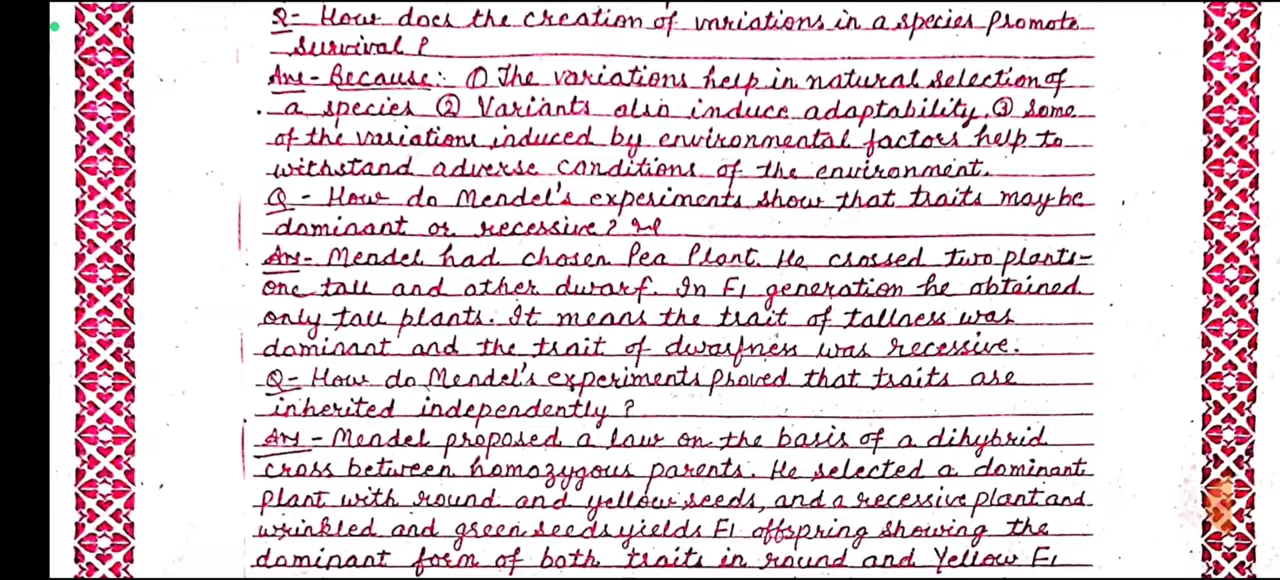 Q- How does the creation of variations in a species promote
survival?
Ans- Because:- ① The variations help in natural selection of
a species ② Variants also induce adaptability. ③ Some
of the variations induced by environmental factors help to
withstand adverse conditions of the environment.
Q - How do Mendel's experiments show that traits may be
dominant or recessive?
Ans- Mendel had chosen Pea Plant. He crossed two plants-
one tall and other dwarf. In F1 generation he obtained
only tall plants. It means the trait of tallness was
dominant and the trait of dwarfness was recessive.
Q- How do Mendel's experiments proved that traits are
inherited independently?
Ans - Mendel proposed a law on the basis of a dihybrid
cross between homozygous parents. He selected a dominant
plant with round and yellow seeds, and a recessive plant and
wrinkled and green seeds yields F1 offspring showing the
dominant form of both traits in round and Yellow F1